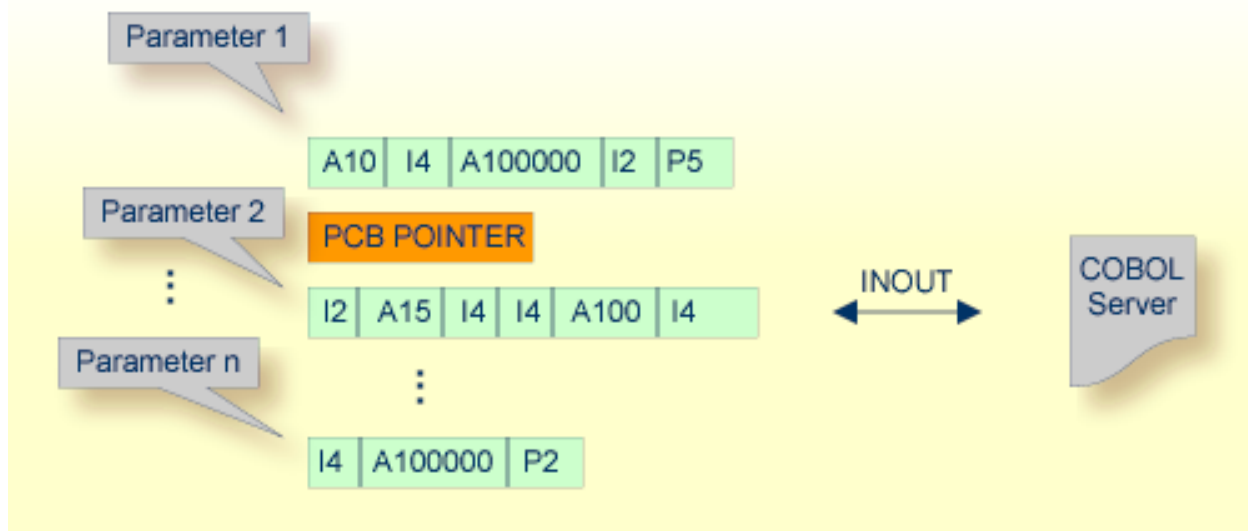 Parameter 1
A10 I4 A100000 I2 P5
Parameter 2
PCB POINTER
I2 A15 I4 I4 A100 I4
INOUT
COBOL
Server
Parameter n
I4 A100000 P2